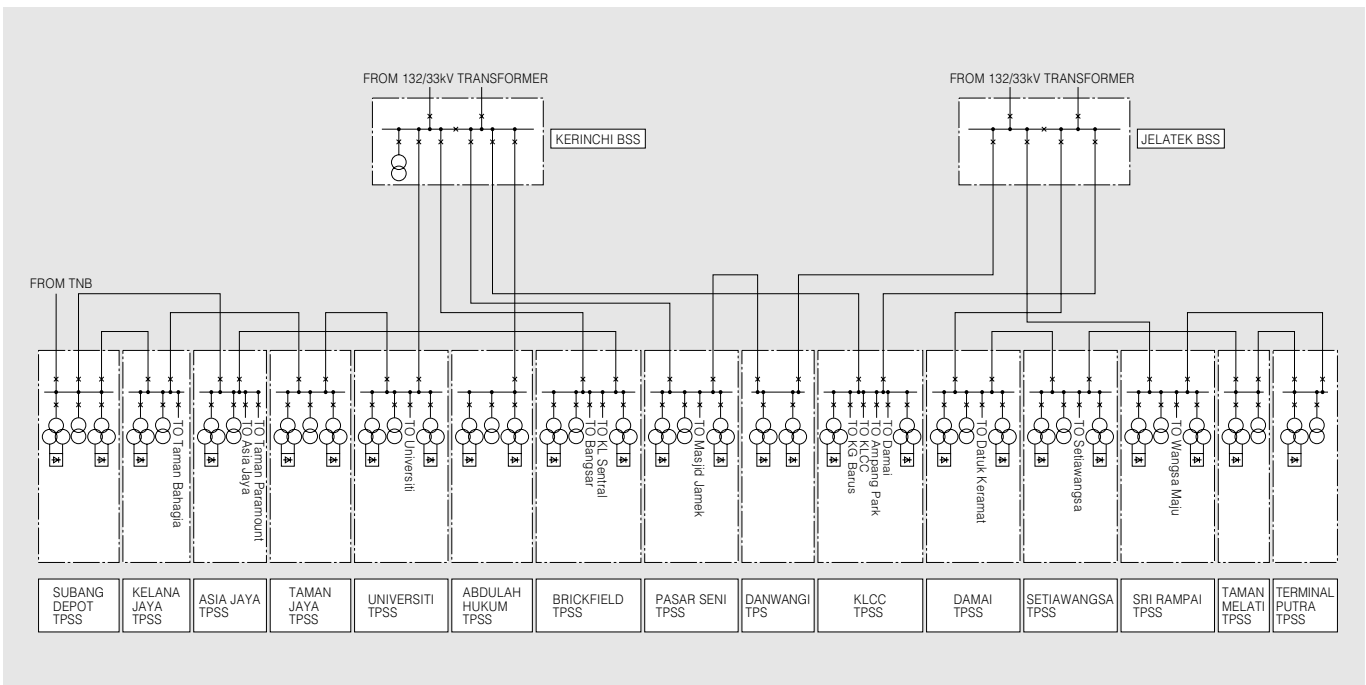 FROM 132/33kV TRANSFORMER
FROM 132/33kV TRANSFORMER
KERINCHI BSS
JELATEK BSS
FROM TNB
TO Taman Bahagia
TO Asia Jaya
TO Taman Paramount
TO Universiti
TO Bangsar
TO KL Sentral
TO Masjid Jamek
TO KG Barus
TO KLCC
TO Ampang Park
TO Damai
TO Datuk Keramat
TO Setiawangsa
TO Wangsa Maju
SUBANG
DEPOT
TPSS
KELANA
JAYA
TPSS
ASIA JAYA
TPSS
TAMAN
JAYA
TPSS
UNIVERSITI
TPSS
ABDULAH
HUKUM
TPSS
BRICKFIELD
TPSS
PASAR SENI
TPSS
DANWANGI
TPS
KLCC
TPSS
DAMAI
TPSS
SETIAWANGSA
TPSS
SRI RAMPAI
TPSS
TAMAN
MELATI
TPSS
TERMINAL
PUTRA
TPSS